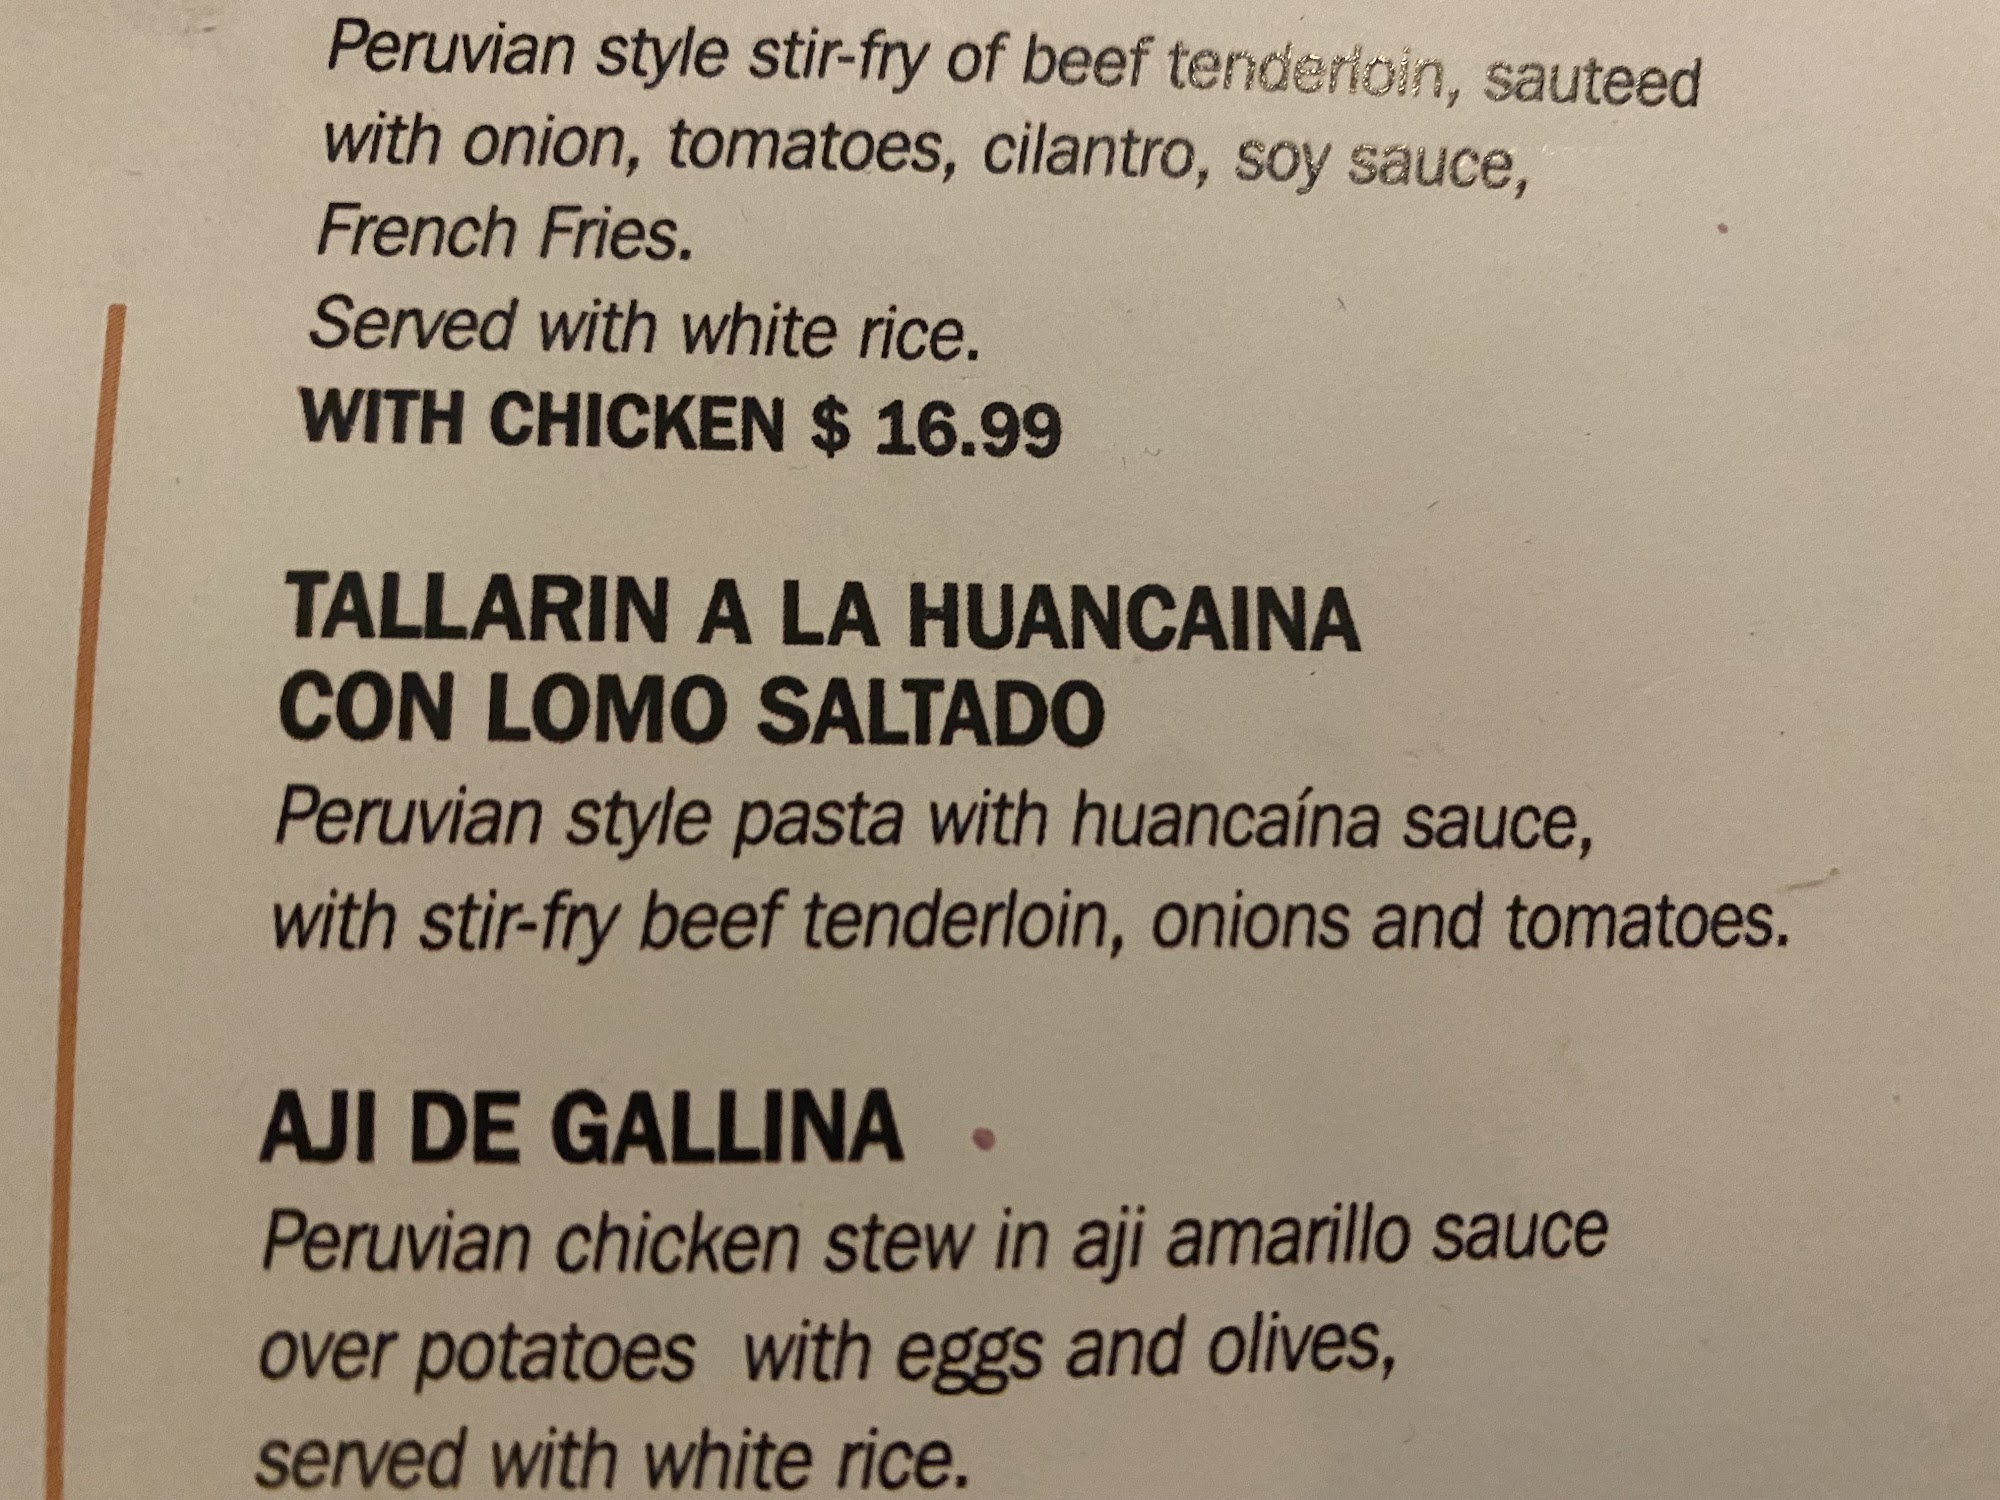 Peruvian style stir-fry of beef tenderloin, sauteed
with onion, tomatoes, cilantro, soy sauce,
French Fries.
Served with white rice.
WITH CHICKEN $ 16.99
TALLARIN A LA HUANCAINA
CON LOMO SALTADO
Peruvian style pasta with huancaína sauce,
with stir-fry beef tenderloin, onions and tomatoes.
AJI DE GALLINA
Peruvian chicken stew in aji amarillo sauce
over potatoes with eggs and olives,
served with white rice.